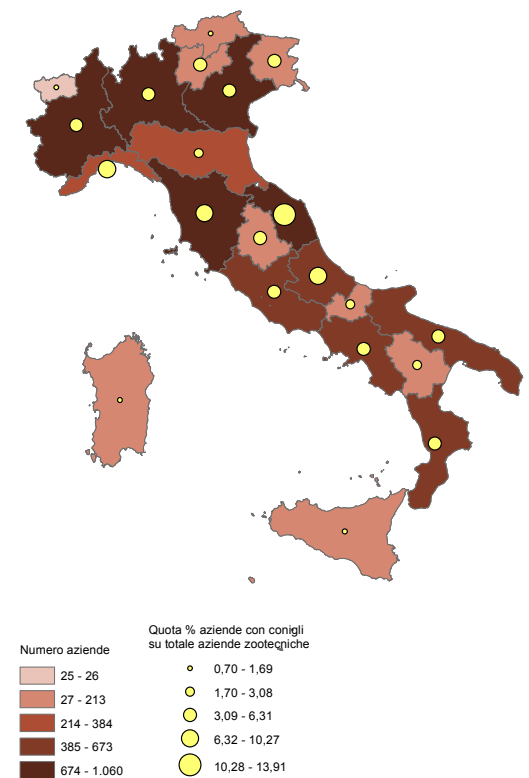 Numero aziende
25 - 26
27 - 213
214 - 384
385 - 673
674 - 1.060
Quota % aziende con conigli
su totale aziende zootecniche
0,70 - 1,69
1,70 - 3,08
3,09 - 6,31
6,32 - 10,27
10,28 - 13,91